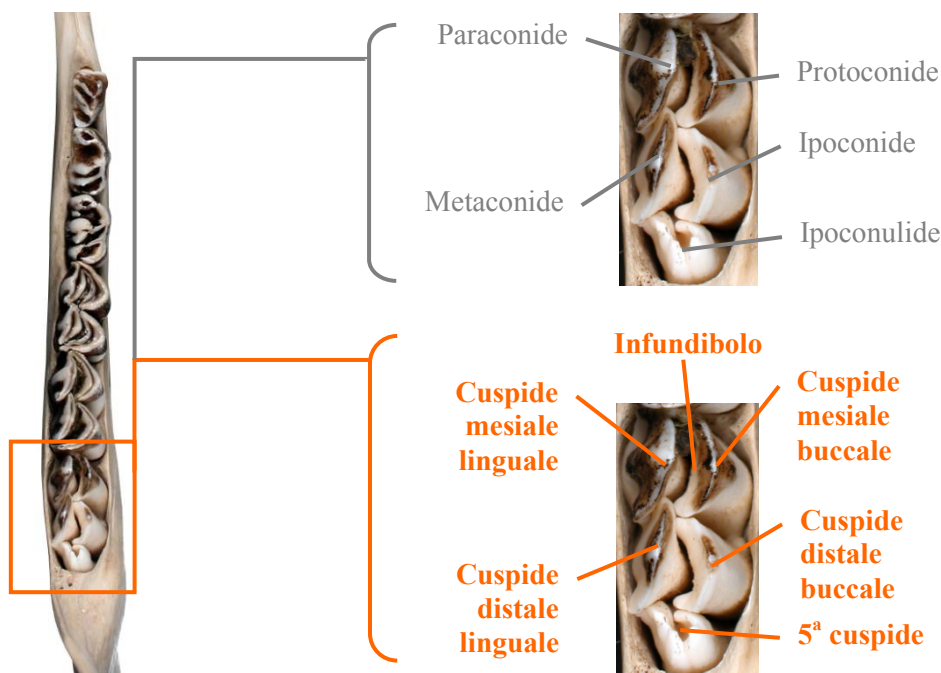 Paraconide
Protoconide
Ipoconide
Metaconide
Ipoconulide
Infundibolo
Cuspide
mesiale
linguale
Cuspide
mesiale
buccale
Cuspide
distale
linguale
Cuspide
distale
buccale
5ª cuspide